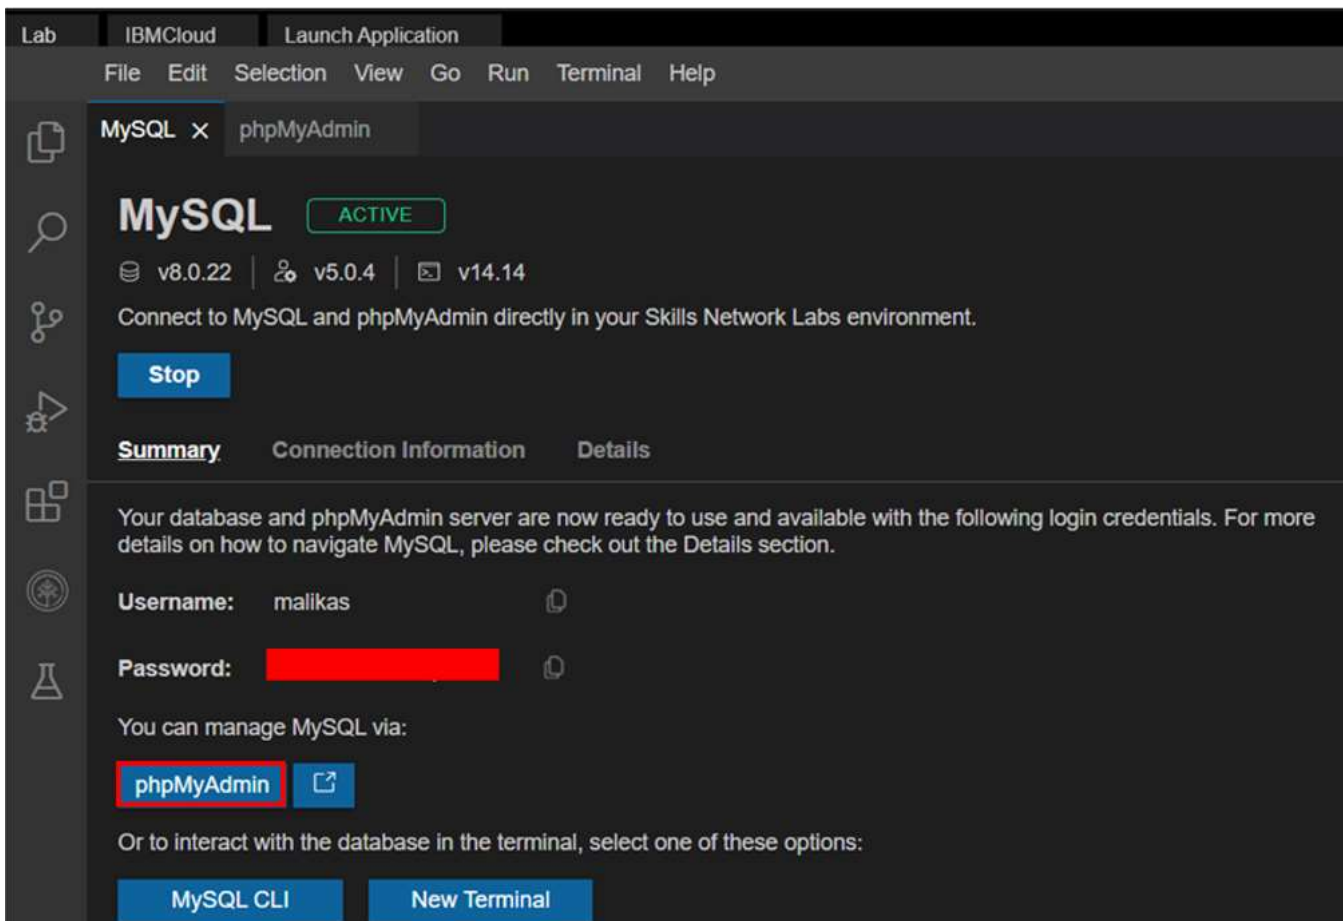 Lab IBMCloud Launch Application
File Edit Selection View Go Run Terminal Help
MySQL phpMyAdmin
MySQL ACTIVE
v8.0.22 v5.0.4 v14.14
Connect to MySQL and phpMyAdmin directly in your Skills Network Labs environment.
Stop
Summary Connection Information Details
Your database and phpMyAdmin server are now ready to use and available with the following login credentials. For more
details on how to navigate MySQL, please check out the Details section.
Username: malikas
Password:
You can manage MySQL via:
phpMyAdmin
Or to interact with the database in the terminal, select one of these options:
MySQL CLI New Terminal